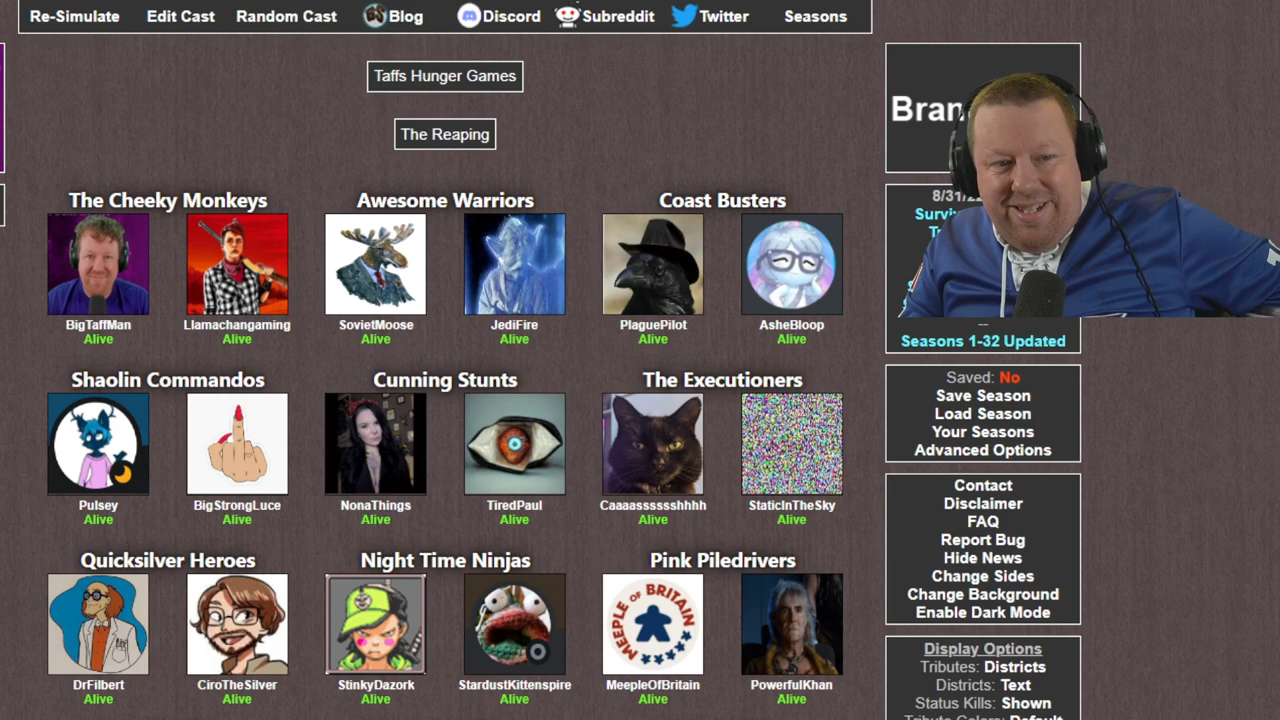 Re-Simulate Edit Cast Random Cast Blog Discord Subreddit Twitter Seasons
Taffs Hunger Games
The Reaping
The Cheeky Monkeys Awesome Warriors Coast Busters
BigTaffMan Llamachangaming SovietMoose JediFire PlaguePilot AsheBloop
Alive Alive Alive Alive Alive Alive
Shaolin Commandos Cunning Stunts The Executioners
Pulsey BigStrongLuce NonaThings TiredPaul Caaaassssshhhh StaticInTheSky
Alive Alive Alive Alive Alive Alive
Quicksilver Heroes Night Time Ninjas Pink Piledrivers
MEEPLE OF BRITAIN
DrFilbert CiroTheSilver StinkyDazork StardustKittenspire MeepleOfBritain PowerfulKhan
Alive Alive Alive Alive Alive Alive
Bran
8/31/2
Surviv
--
Seasons 1-32 Updated
Saved: No
Save Season
Load Season
Your Seasons
Advanced Options
Contact
Disclaimer
FAQ
Report Bug
Hide News
Change Sides
Change Background
Enable Dark Mode
Display Options
Tributes: Districts
Districts: Text
Status Kills: Shown
Tribute Colors: Default